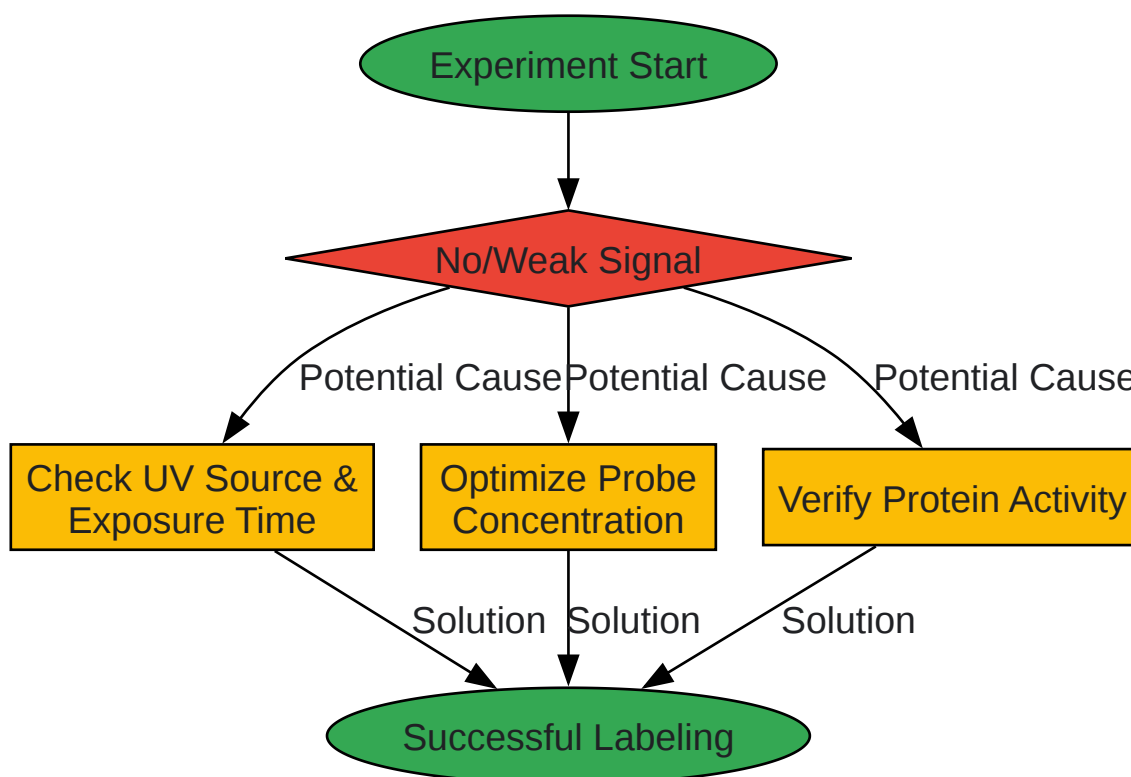 Experiment Start
No/Weak Signal
Potential Cause
Potential Cause
Potential Cause
Check UV Source &
Exposure Time
Optimize Probe
Concentration
Verify Protein Activity
Solution
Solution
Solution
Successful Labeling